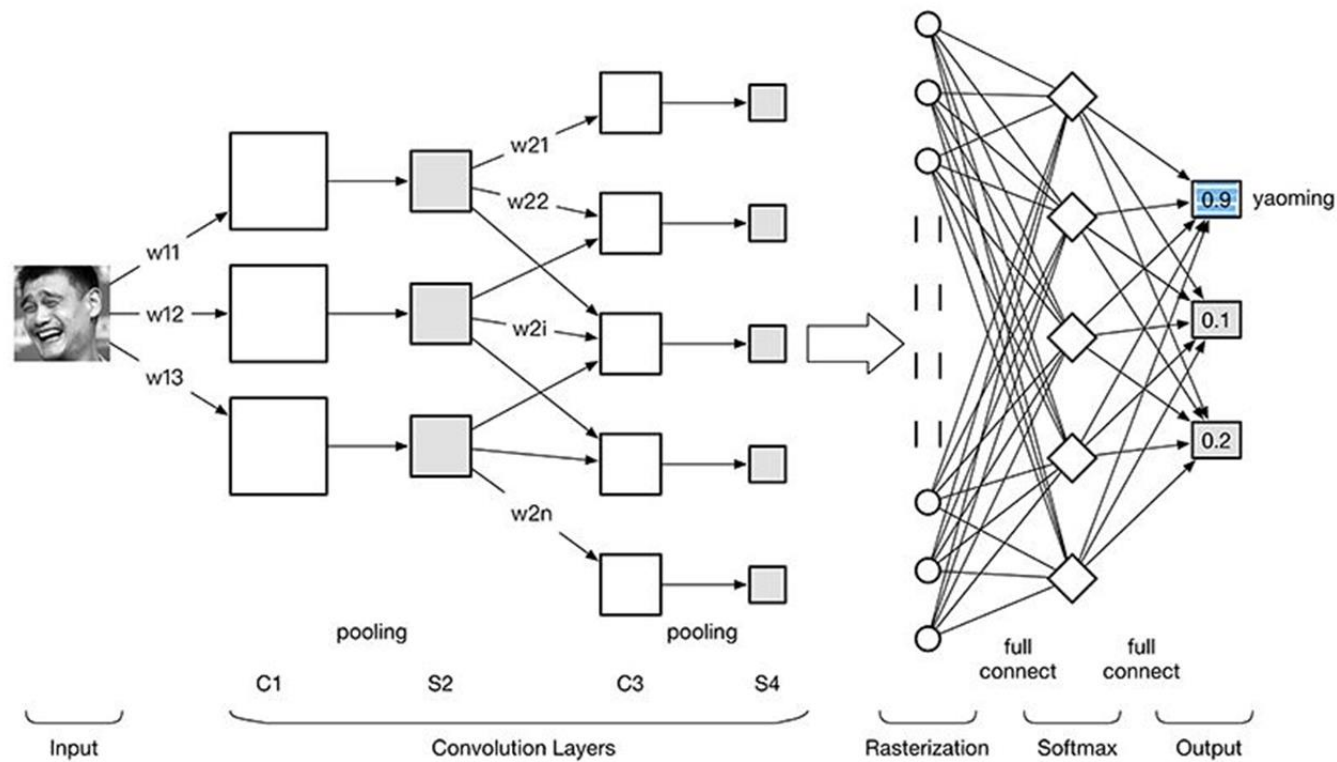 w11
w12
w13
w21
w22
w2i
w2n
0.9 yaoming
0.1
0.2
pooling
pooling
full
connect
full
connect
C1 S2 C3 S4
Input Convolution Layers Rasterization Softmax Output